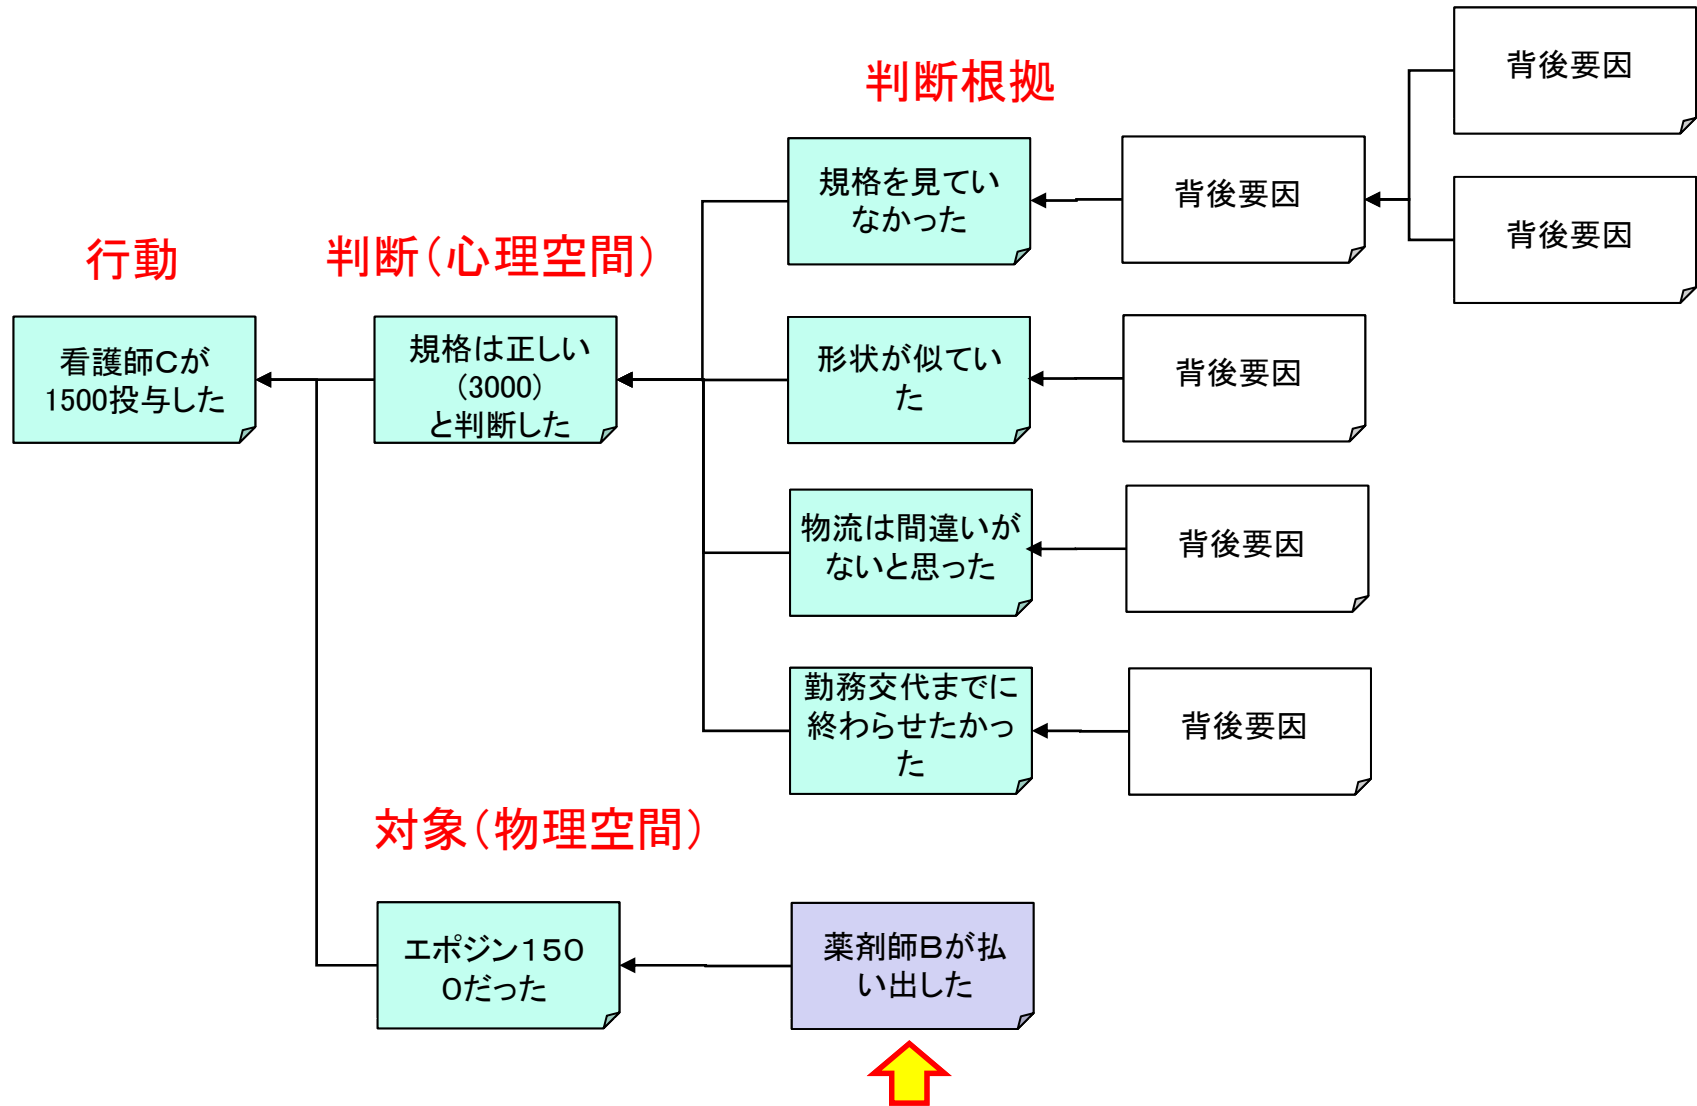 判断根拠
背後要因
背後要因
規格を見てい
なかった
背後要因
行動
判断(心理空間)
看護師Cが
1500投与した
規格は正しい
(3000)
と判断した
形状が似てい
た
背後要因
物流は間違いが
ないと思った
背後要因
勤務交代までに
終わらせたかっ
た
背後要因
対象(物理空間)
エポジン150
0だった
薬剤師Bが払
い出した